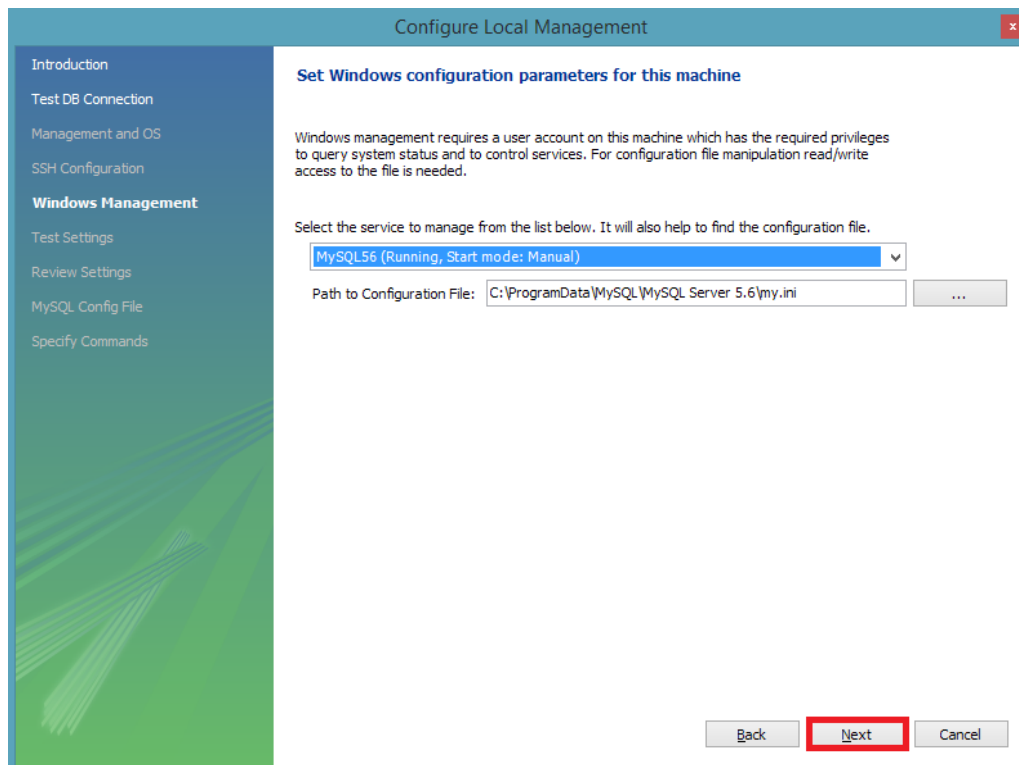 Configure Local Management
x
Introduction
Test DB Connection
Management and OS
SSH Configuration
Windows Management
Test Settings
Review Settings
MySQL Config File
Specify Commands
Set Windows configuration parameters for this machine
Windows management requires a user account on this machine which has the required privileges
to query system status and to control services. For configuration file manipulation read/write
access to the file is needed.
Select the service to manage from the list below. It will also help to find the configuration file.
MySQL56 (Running, Start mode: Manual)
Path to Configuration File: C:\ProgramData\MySQL\MySQL Server 5.6\my.ini ...
Back Next Cancel